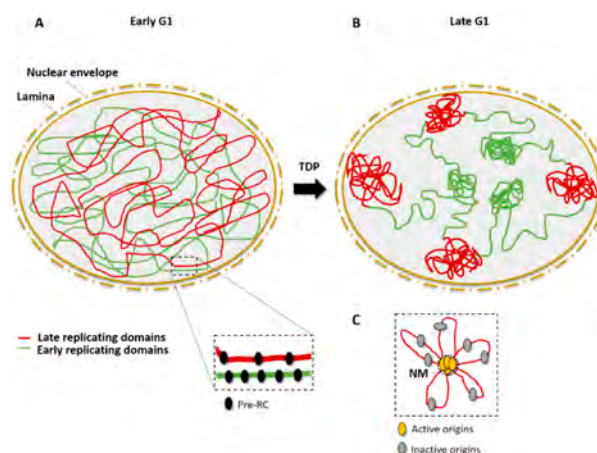 A
Early G1
B
Late G1
Nuclear envelope
Lamina
TDP
Late replicating domains
Early replicating domains
Pre-RC
C
NM
Active origins
Inactive origins